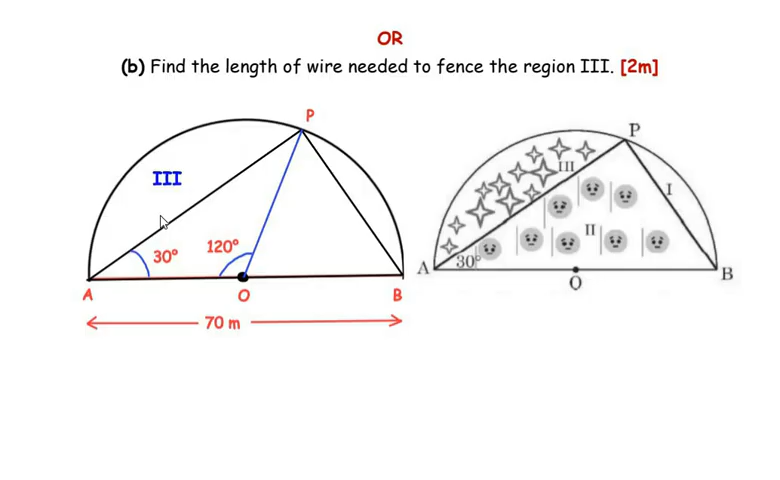 OR
(b) Find the length of wire needed to fence the region III. [2m]
P
III
30°
120°
A
O
B
70 m
P
III
I
II
30°
A
O
B